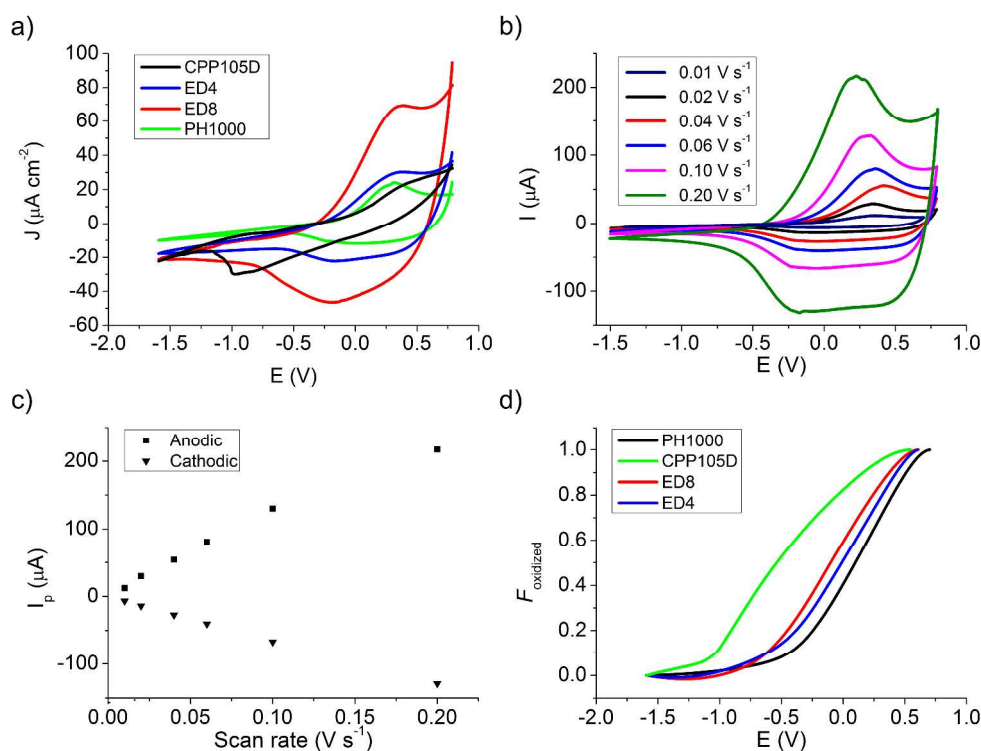 a)
CPP105D
ED4
ED8
PH1000
J (µA cm⁻²)
100
80
60
40
20
0
-20
-40
-60
-2.0 -1.5 -1.0 -0.5 0.0 0.5 1.0
E (V)
b)
0.01 V s⁻¹
0.02 V s⁻¹
0.04 V s⁻¹
0.06 V s⁻¹
0.10 V s⁻¹
0.20 V s⁻¹
I (µA)
200
100
0
-100
-1.5 -1.0 -0.5 0.0 0.5 1.0
E (V)
c)
Anodic
Cathodic
I_p (µA)
200
100
0
-100
0.00 0.05 0.10 0.15 0.20
Scan rate (V s⁻¹)
d)
PH1000
CPP105D
ED8
ED4
F_oxidized
1.0
0.8
0.6
0.4
0.2
0.0
-2.0 -1.5 -1.0 -0.5 0.0 0.5 1.0
E (V)